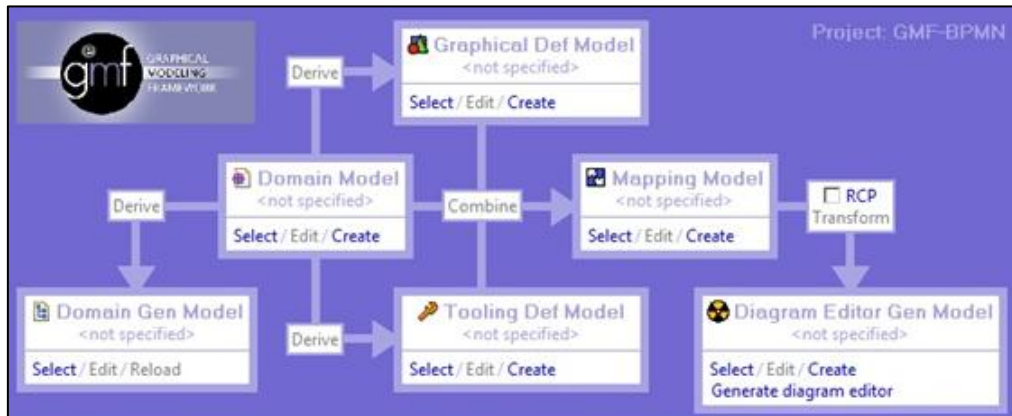 gmf
GRAPHICAL
MODELING
FRAMEWORK
Project: GMF-BPMN
Graphical Def Model
<not specified>
Select / Edit / Create
Derive
Domain Model
<not specified>
Select / Edit / Create
Derive
Combine
Mapping Model
<not specified>
Select / Edit / Create
RCP
Transform
Domain Gen Model
<not specified>
Select / Edit / Reload
Derive
Tooling Def Model
<not specified>
Select / Edit / Create
Diagram Editor Gen Model
<not specified>
Select / Edit / Create
Generate diagram editor